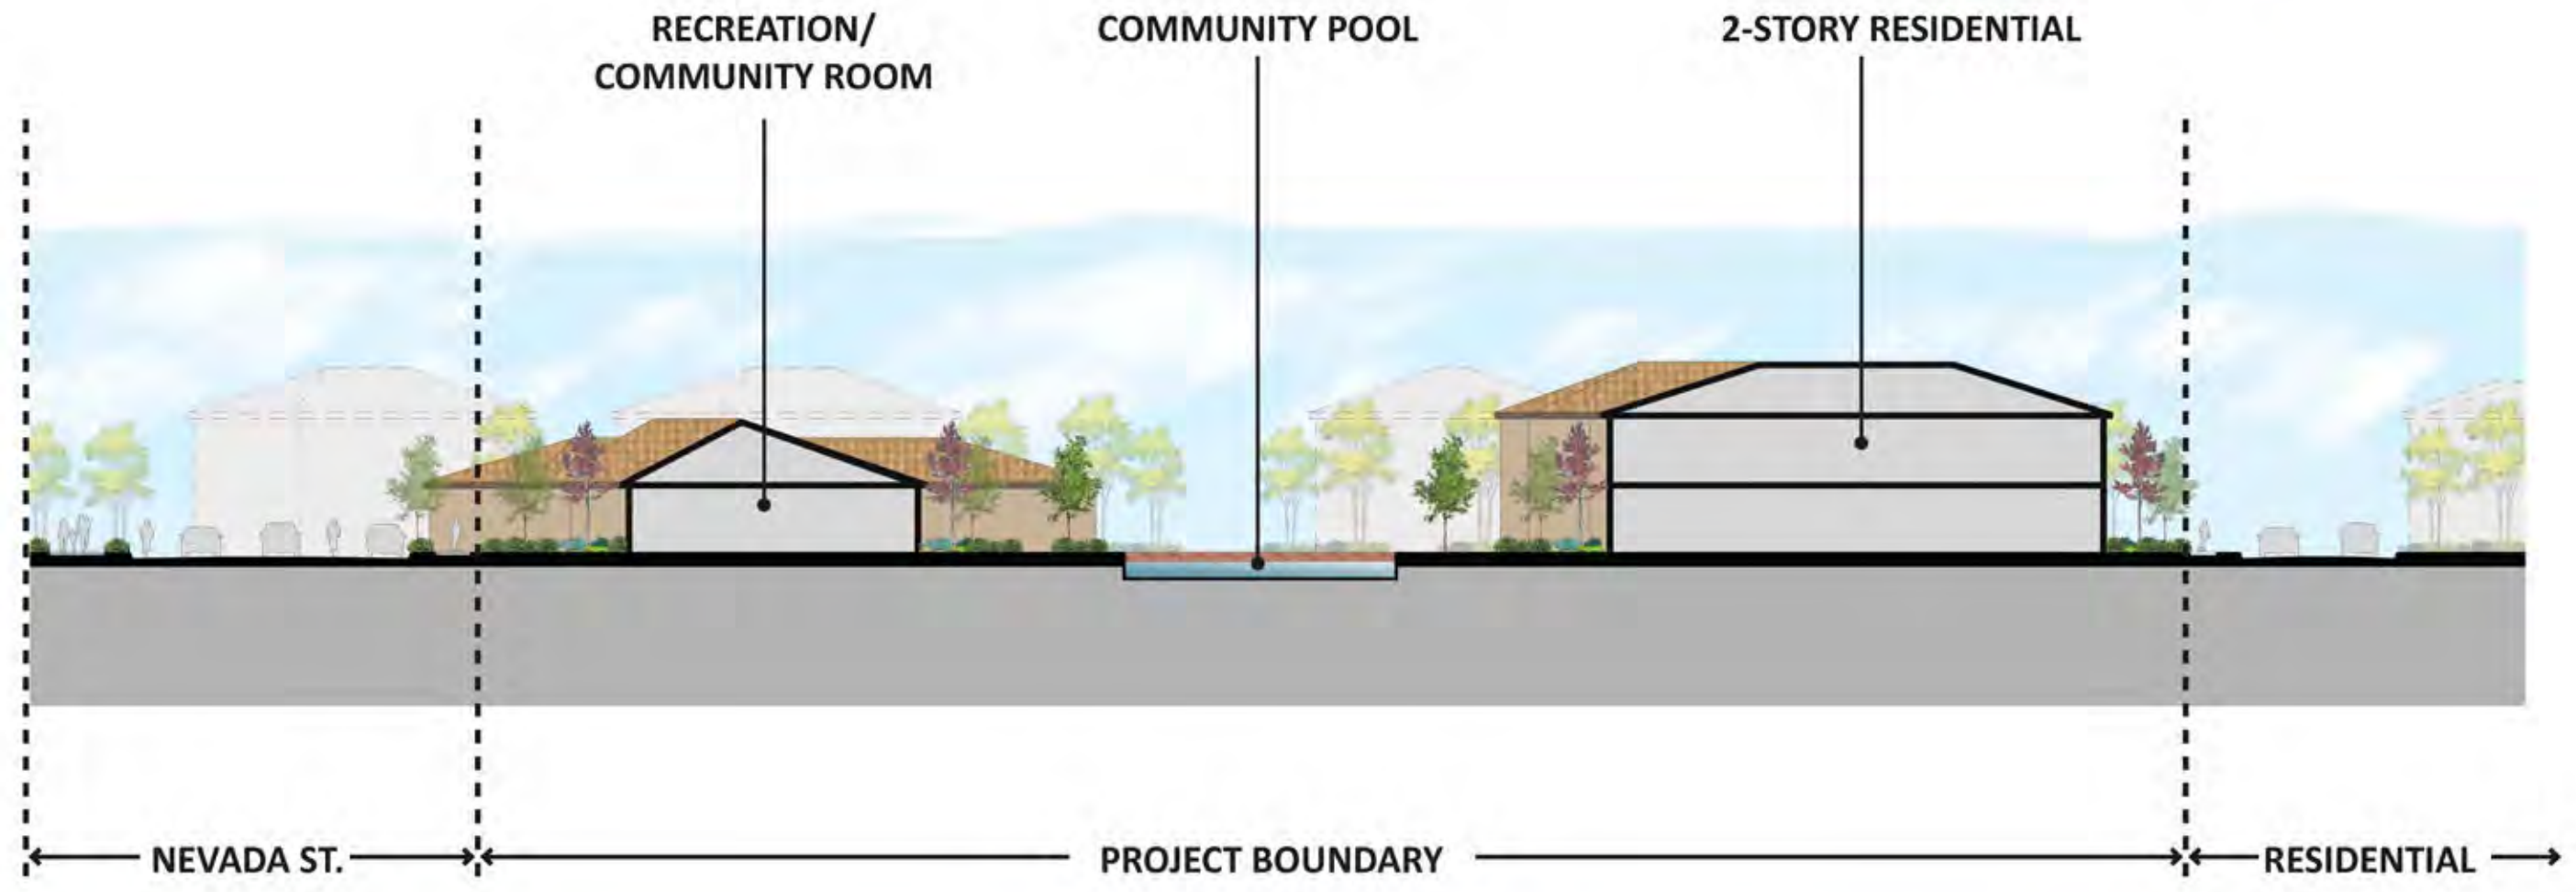 RECREATION/
COMMUNITY ROOM
COMMUNITY POOL
2-STORY RESIDENTIAL
NEVADA ST.
PROJECT BOUNDARY
RESIDENTIAL